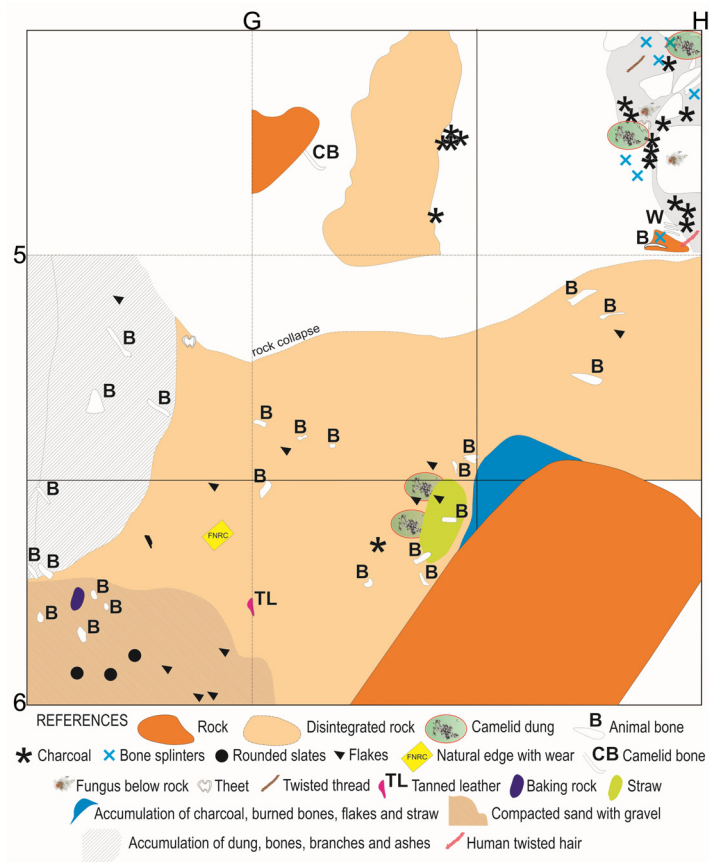 G H
CB
W
B
5
B
B
rock collapse
B
B
B
B
B
B
B
B
B
B
B
B
B
FNRC
B B
B
B B
B
B
TL
B
B
6
REFERENCES
Rock
Disintegrated rock
Camelid dung
B Animal bone
Charcoal
Bone splinters
Rounded slates
Flakes
FNRC Natural edge with wear
CB Camelid bone
Fungus below rock
Theet
Twisted thread
TL Tanned leather
Baking rock
Straw
Accumulation of charcoal, burned bones, flakes and straw
Compacted sand with gravel
Accumulation of dung, bones, branches and ashes
Human twisted hair